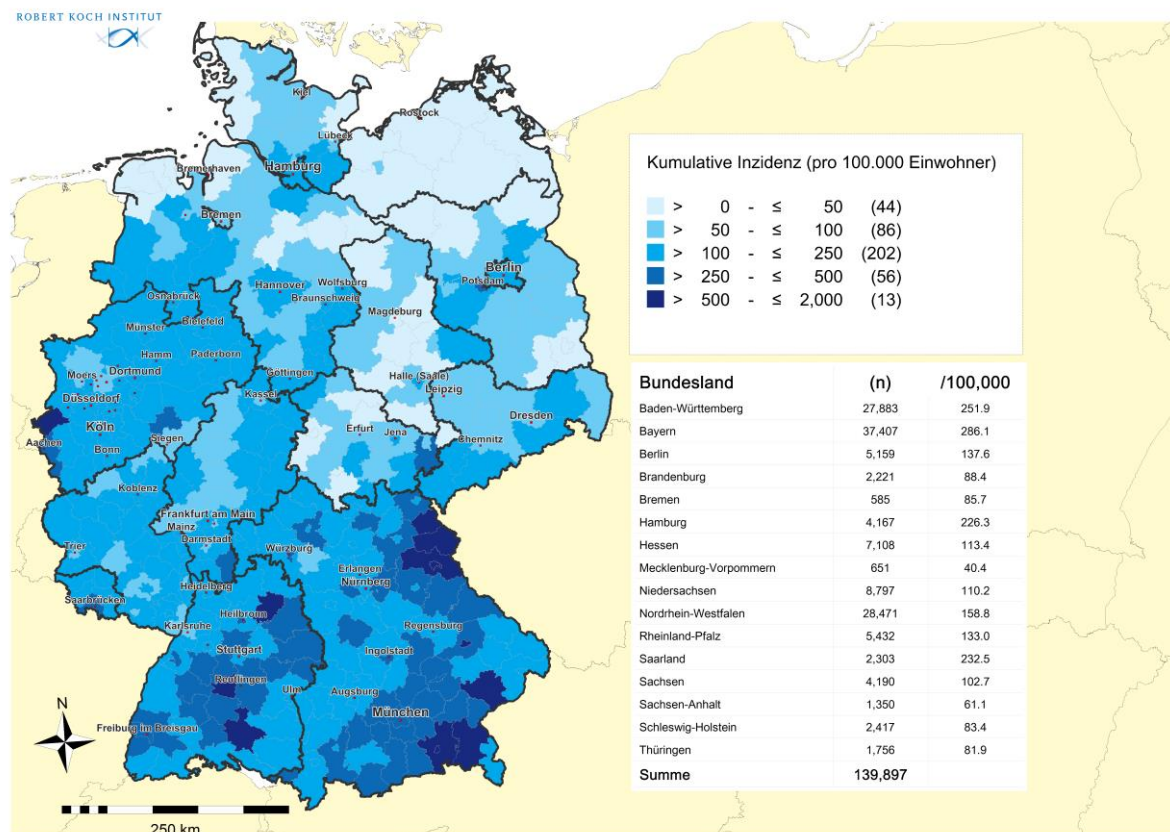 ROBERT KOCH INSTITUT
Kiel
Rostock
Lübeck
Hamburg
Bremerhaven
Bremen
Berlin
Potsdam
Hannover
Wolfsburg
Braunschweig
Magdeburg
Osnabrück
Bielefeld
Münster
Hamm
Paderborn
Moers
Dortmund
Göttingen
Halle (Saale)
Leipzig
Düsseldorf
Kassel
Dresden
Köln
Erfurt
Jena
Chemnitz
Aachen
Bonn
Siegen
Koblenz
Frankfurt am Main
Mainz
Darmstadt
Würzburg
Trier
Erlangen
Nürnberg
Heidelberg
Saarbrücken
Heilbronn
Karlsruhe
Regensburg
Stuttgart
Ingolstadt
Reutlingen
Ulm
Augsburg
München
Freiburg im Breisgau
N
250 km
Kumulative Inzidenz (pro 100.000 Einwohner)
> 0 - ≤ 50 (44)
> 50 - ≤ 100 (86)
> 100 - ≤ 250 (202)
> 250 - ≤ 500 (56)
> 500 - ≤ 2,000 (13)
Bundesland (n) /100,000
Baden-Württemberg 27,883 251.9
Bayern 37,407 286.1
Berlin 5,159 137.6
Brandenburg 2,221 88.4
Bremen 585 85.7
Hamburg 4,167 226.3
Hessen 7,108 113.4
Mecklenburg-Vorpommern 651 40.4
Niedersachsen 8,797 110.2
Nordrhein-Westfalen 28,471 158.8
Rheinland-Pfalz 5,432 133.0
Saarland 2,303 232.5
Sachsen 4,190 102.7
Sachsen-Anhalt 1,350 61.1
Schleswig-Holstein 2,417 83.4
Thüringen 1,756 81.9
Summe 139,897